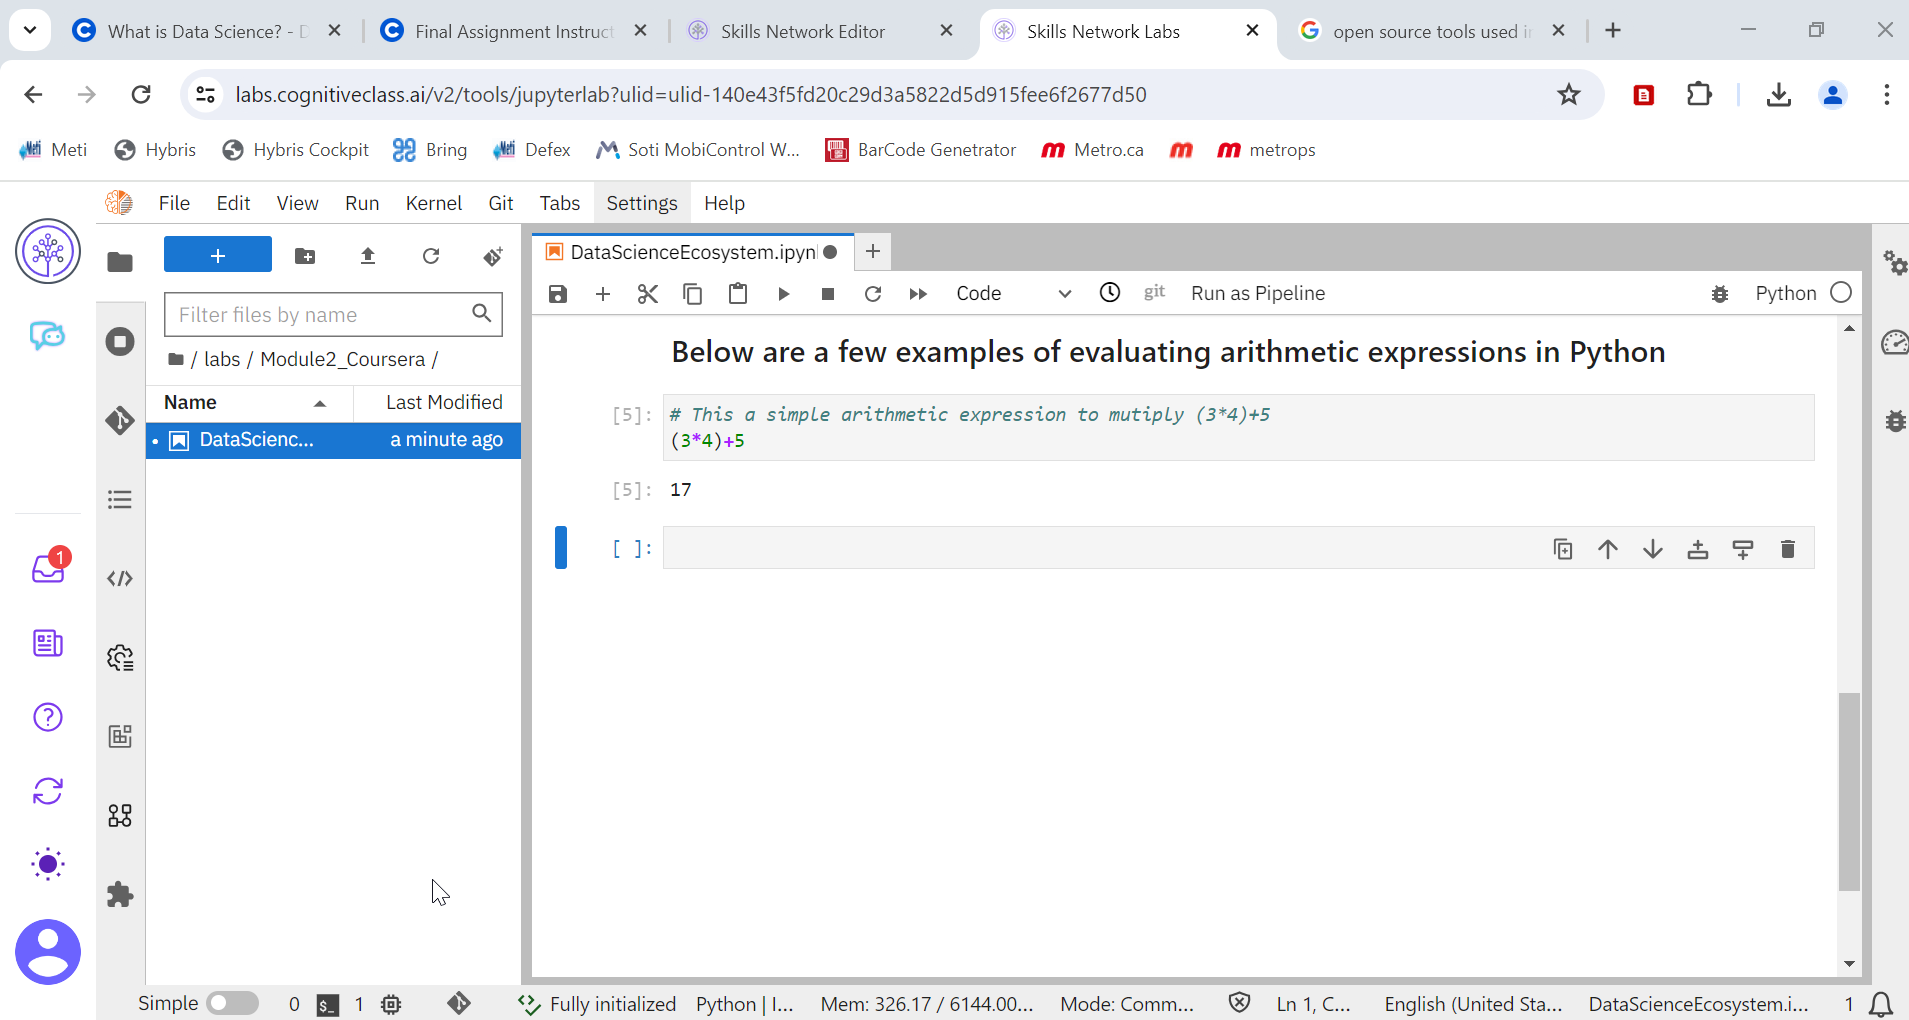 What is Data Science? - D
Final Assignment Instruct
Skills Network Editor
Skills Network Labs
open source tools used in
labs.cognitiveclass.ai/v2/tools/jupyterlab?ulid=ulid-140e43f5fd20c29d3a5822d5d915fee6f2677d50
Meti Hybris Hybris Cockpit Bring Defex Soti MobiControl W... BarCode Genetrator Metro.ca metrops
File Edit View Run Kernel Git Tabs Settings Help
DataScienceEcosystem.ipyn
Code git Run as Pipeline Python
Filter files by name
/ labs / Module2_Coursera /
Name Last Modified
DataScienc... a minute ago
Below are a few examples of evaluating arithmetic expressions in Python
[5]: # This a simple arithmetic expression to mutiply (3*4)+5
(3*4)+5
[5]: 17
[ ]:
1
Simple 0 $_ 1 Fully initialized Python | I... Mem: 326.17 / 6144.00... Mode: Comm... Ln 1, C... English (United Sta... DataScienceEcosystem.i... 1